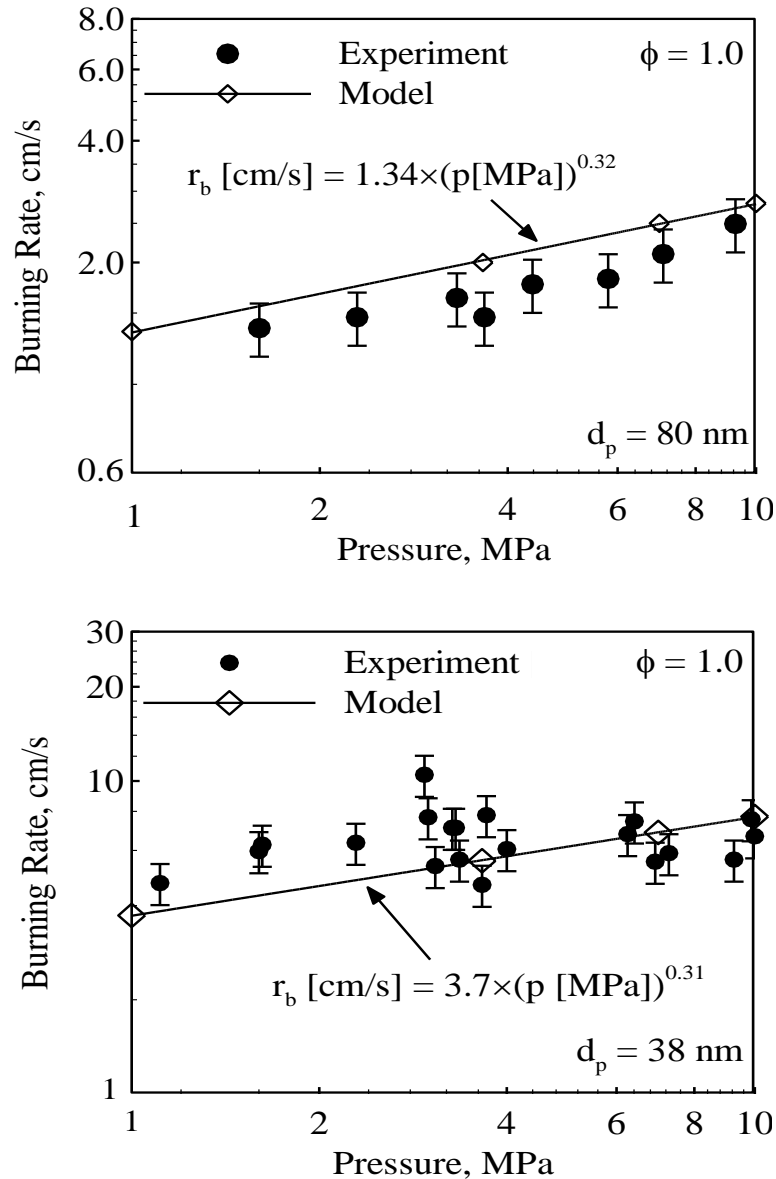 8.0
Experiment
ϕ = 1.0
6.0
Model
4.0
r_b [cm/s] = 1.34×(p[MPa])^0.32
2.0
Burning Rate, cm/s
d_p = 80 nm
0.6
1 2 4 6 8 10
Pressure, MPa
30
Experiment
ϕ = 1.0
20
Model
10
Burning Rate, cm/s
r_b [cm/s] = 3.7×(p [MPa])^0.31
d_p = 38 nm
1
1 2 4 6 8 10
Pressure, MPa